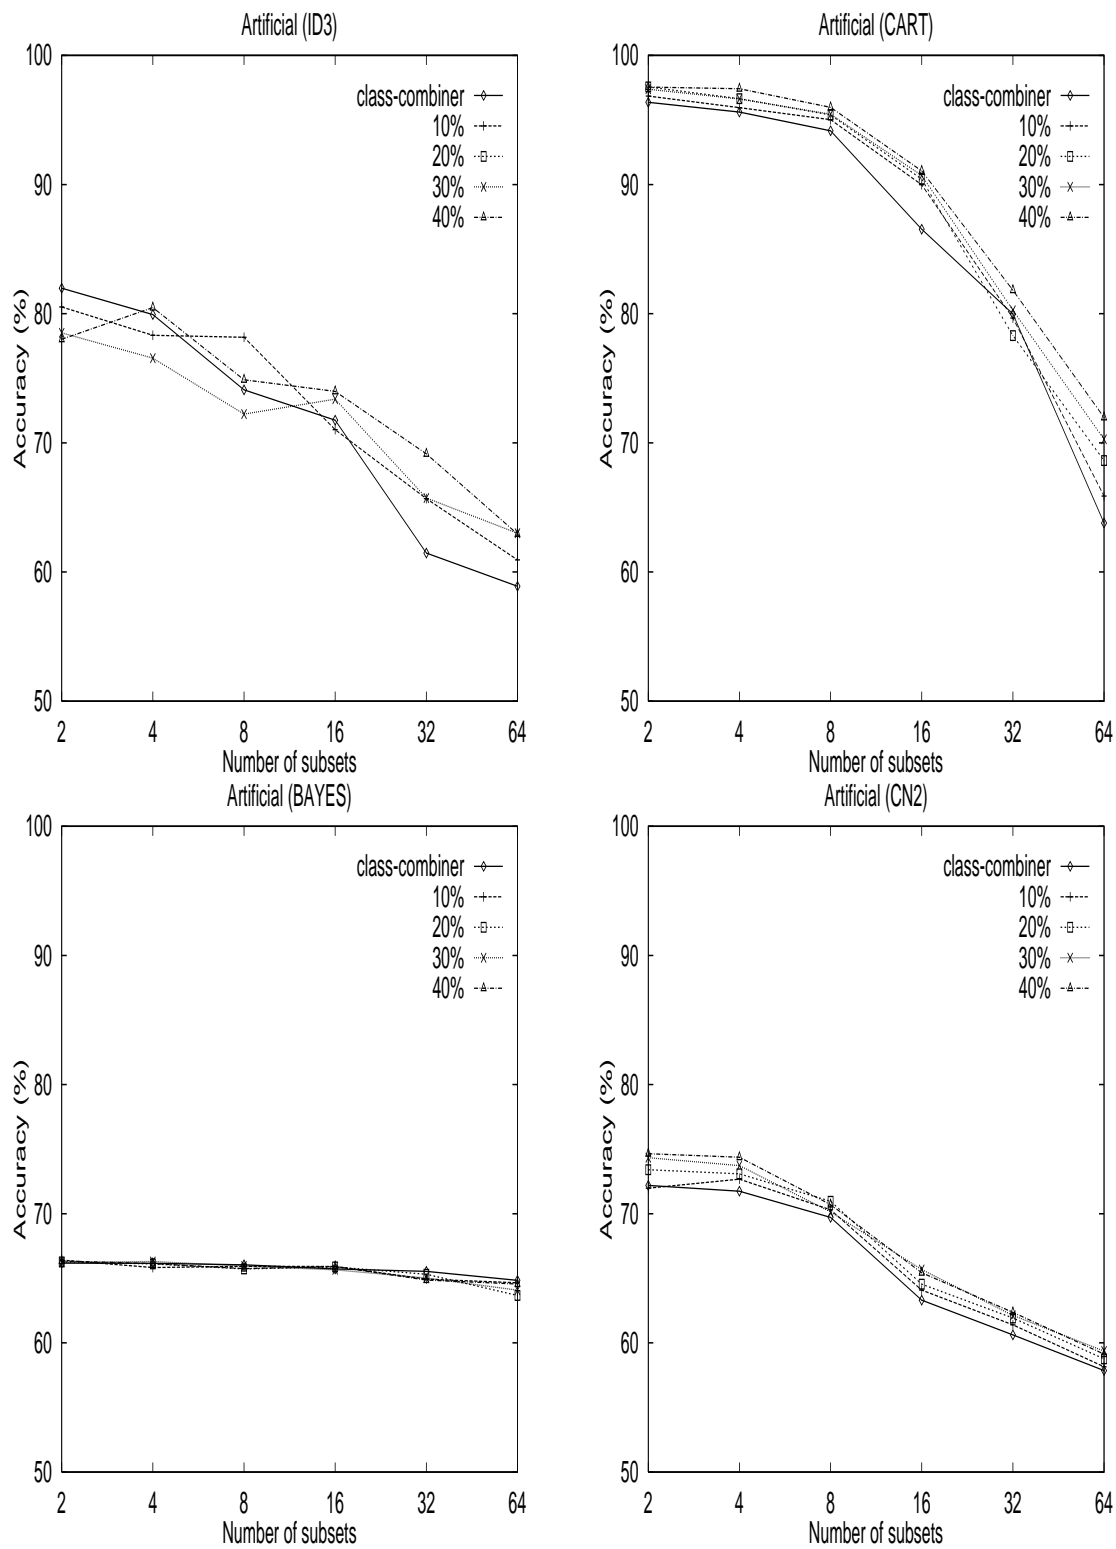 Artificial (ID3)
100
90
80
70
60
50
Accuracy (%)
class-combiner
10%
20%
30%
40%
2 4 8 16 32 64
Number of subsets
Artificial (CART)
100
90
80
70
60
50
Accuracy (%)
class-combiner
10%
20%
30%
40%
2 4 8 16 32 64
Number of subsets
Artificial (BAYES)
100
90
80
70
60
50
Accuracy (%)
class-combiner
10%
20%
30%
40%
2 4 8 16 32 64
Number of subsets
Artificial (CN2)
100
90
80
70
60
50
Accuracy (%)
class-combiner
10%
20%
30%
40%
2 4 8 16 32 64
Number of subsets